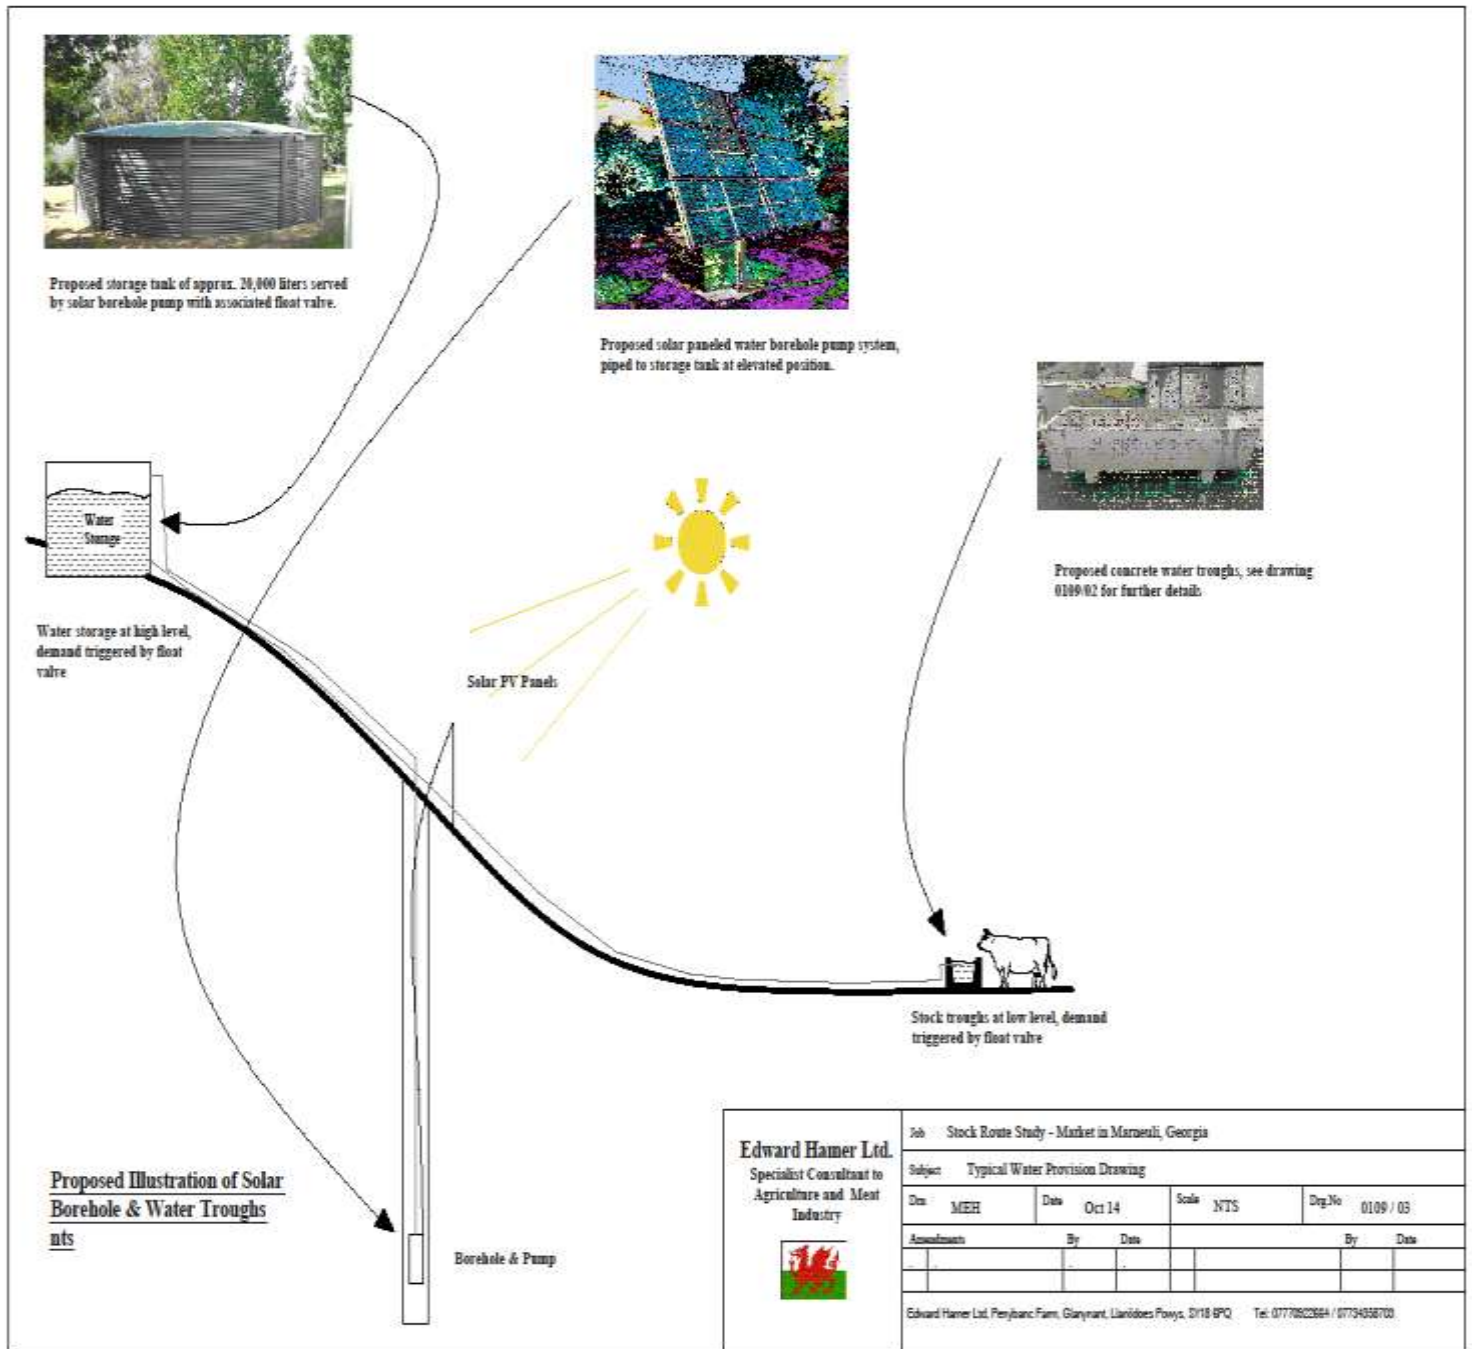 Proposed storage tank of approx. 20,000 liters served
by solar borehole pump with associated float valve.
Proposed solar paneled water borehole pump system,
piped to storage tank at elevated position.
Proposed concrete water troughs, see drawing
0109/02 for further details
Water
Storage
Water storage at high level,
demand triggered by float
valve
Solar PV Panels
Stock troughs at low level, demand
triggered by float valve
Borehole & Pump
Proposed Illustration of Solar
Borehole & Water Troughs
nts
Edward Hamer Ltd.
Specialist Consultant to
Agriculture and Meat
Industry
Job Stock Route Study - Market in Marneuli, Georgia
Subject Typical Water Provision Drawing
Drn MEH Date Oct 14 Scale NTS Drg.No 0109 / 03
Amendments By Date By Date
Edward Hamer Ltd, Penybanc Farm, Glanynant, Llanidloes Powys, SY18 6PQ Tel: